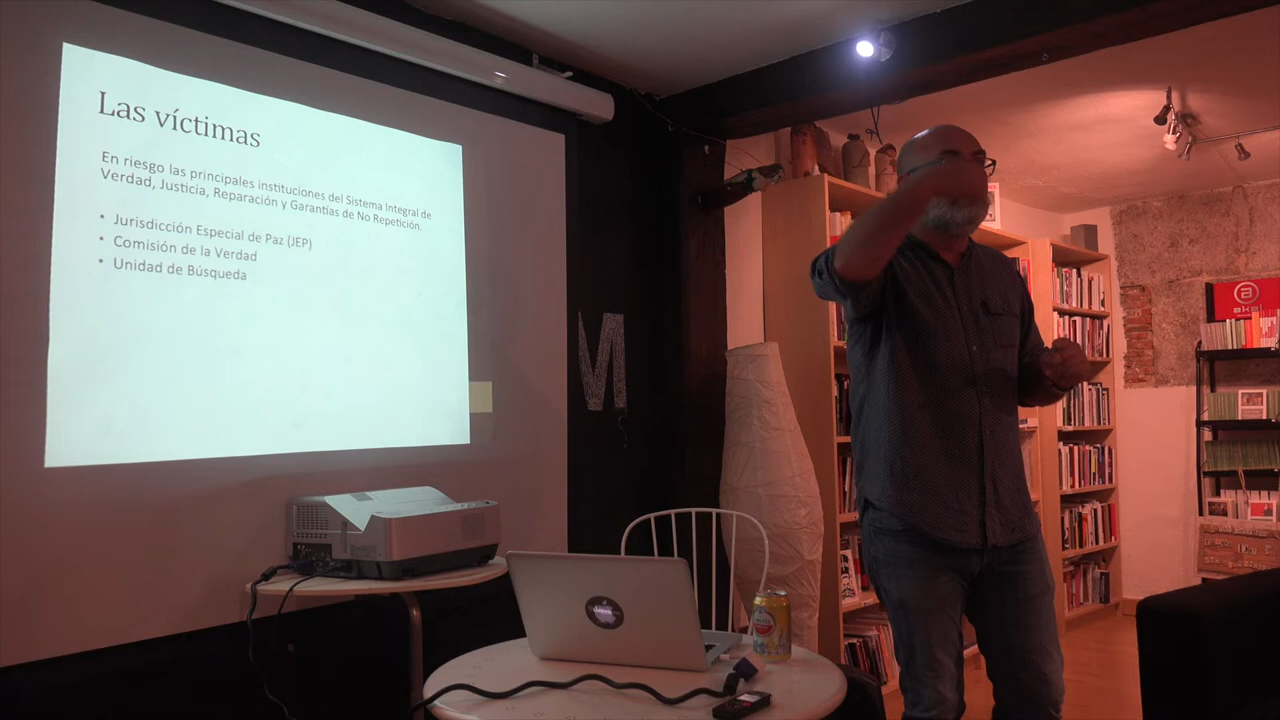 Las víctimas
En riesgo las principales instituciones del Sistema Integral de
Verdad, Justicia, Reparación y Garantías de No Repetición.
• Jurisdicción Especial de Paz (JEP)
• Comisión de la Verdad
• Unidad de Búsqueda
M
akal